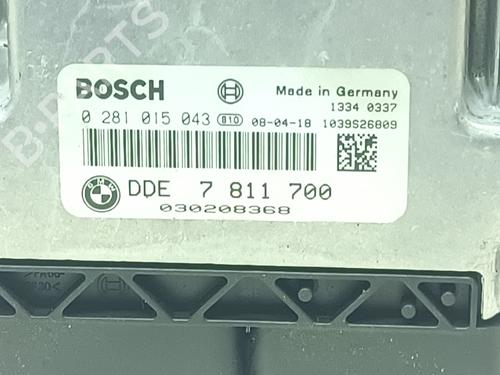 BOSCH
Made in Germany
1334 0337
0 281 015 043 B10 08-04-18 1039S26809
BMW
DDE 7 811 700
030208368
B-PARTS